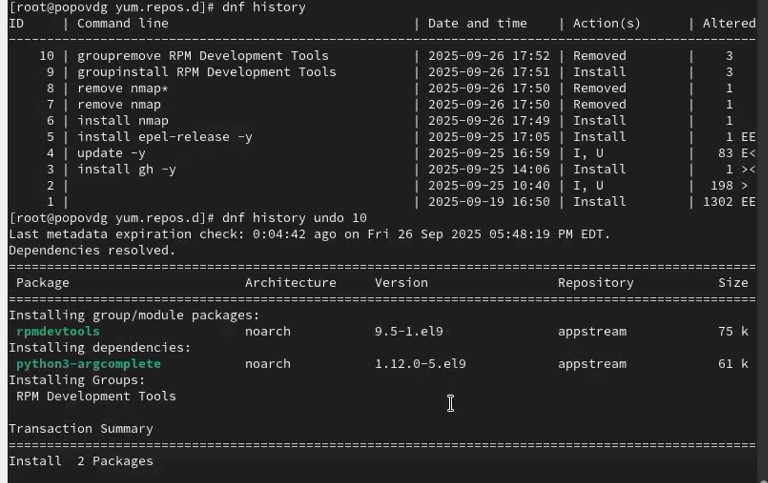 [root@popovdg yum.repos.d]# dnf history
ID     | Command line                             | Date and time    | Action(s)      | Altered
-------------------------------------------------------------------------------------------
    10 | groupremove RPM Development Tools        | 2025-09-26 17:52 | Removed        |    3
     9 | groupinstall RPM Development Tools       | 2025-09-26 17:51 | Install        |    3
     8 | remove nmap*                             | 2025-09-26 17:50 | Removed        |    1
     7 | remove nmap                              | 2025-09-26 17:50 | Removed        |    1
     6 | install nmap                             | 2025-09-26 17:49 | Install        |    1
     5 | install epel-release -y                  | 2025-09-25 17:05 | Install        |    1 EE
     4 | update -y                                | 2025-09-25 16:59 | I, U           |   83 E<
     3 | install gh -y                            | 2025-09-25 14:06 | Install        |    1 ><
     2 |                                          | 2025-09-25 10:40 | I, U           |  198 >
     1 |                                          | 2025-09-19 16:50 | Install        | 1302 EE
[root@popovdg yum.repos.d]# dnf history undo 10
Last metadata expiration check: 0:04:42 ago on Fri 26 Sep 2025 05:48:19 PM EDT.
Dependencies resolved.
===========================================================================================
 Package                    Architecture    Version                Repository          Size
===========================================================================================
Installing group/module packages:
 rpmdevtools                noarch          9.5-1.el9              appstream           75 k
Installing dependencies:
 python3-argcomplete        noarch          1.12.0-5.el9           appstream           61 k
Installing Groups:
 RPM Development Tools
Transaction Summary
===========================================================================================
Install  2 Packages